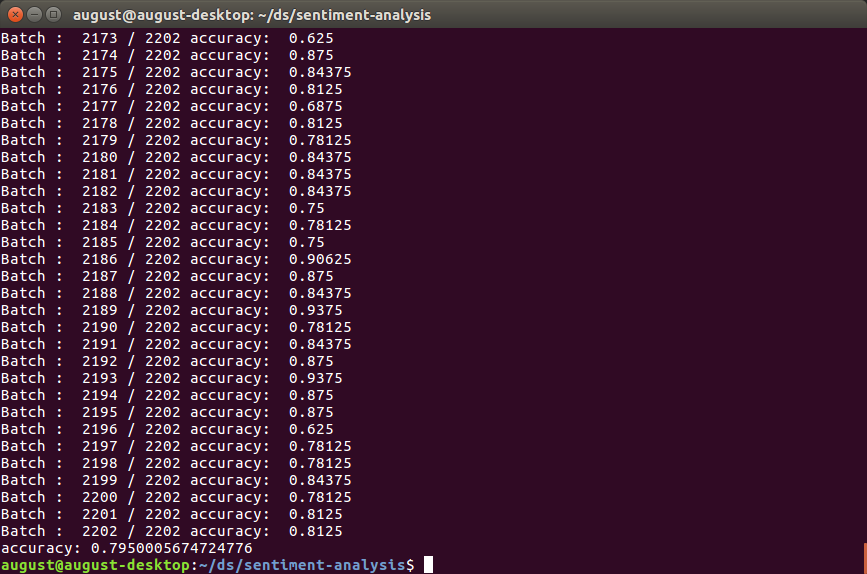 august@august-desktop: ~/ds/sentiment-analysis
Batch :  2173 / 2202 accuracy:  0.625
Batch :  2174 / 2202 accuracy:  0.875
Batch :  2175 / 2202 accuracy:  0.84375
Batch :  2176 / 2202 accuracy:  0.8125
Batch :  2177 / 2202 accuracy:  0.6875
Batch :  2178 / 2202 accuracy:  0.8125
Batch :  2179 / 2202 accuracy:  0.78125
Batch :  2180 / 2202 accuracy:  0.84375
Batch :  2181 / 2202 accuracy:  0.84375
Batch :  2182 / 2202 accuracy:  0.84375
Batch :  2183 / 2202 accuracy:  0.75
Batch :  2184 / 2202 accuracy:  0.78125
Batch :  2185 / 2202 accuracy:  0.75
Batch :  2186 / 2202 accuracy:  0.90625
Batch :  2187 / 2202 accuracy:  0.875
Batch :  2188 / 2202 accuracy:  0.84375
Batch :  2189 / 2202 accuracy:  0.9375
Batch :  2190 / 2202 accuracy:  0.78125
Batch :  2191 / 2202 accuracy:  0.84375
Batch :  2192 / 2202 accuracy:  0.875
Batch :  2193 / 2202 accuracy:  0.9375
Batch :  2194 / 2202 accuracy:  0.875
Batch :  2195 / 2202 accuracy:  0.875
Batch :  2196 / 2202 accuracy:  0.625
Batch :  2197 / 2202 accuracy:  0.78125
Batch :  2198 / 2202 accuracy:  0.78125
Batch :  2199 / 2202 accuracy:  0.84375
Batch :  2200 / 2202 accuracy:  0.78125
Batch :  2201 / 2202 accuracy:  0.8125
Batch :  2202 / 2202 accuracy:  0.8125
accuracy: 0.7950005674724776
august@august-desktop:~/ds/sentiment-analysis$